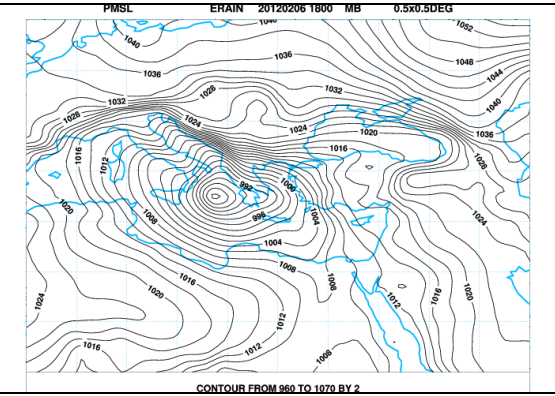 PMSL ERAIN 20120206 1800 MB 0.5x0.5DEG
1040 1040 1052
1036 1048
1036 1044
1028 1032 1040
1032
1028 1024 1024 1020 1036
1016 1016 1028
1012
992 1000
1020 1008 996 1004 1024
1004
1008
1016 1008
1024 1020 1012 1016 1020
1012
1016 1012 1008
CONTOUR FROM 960 TO 1070 BY 2